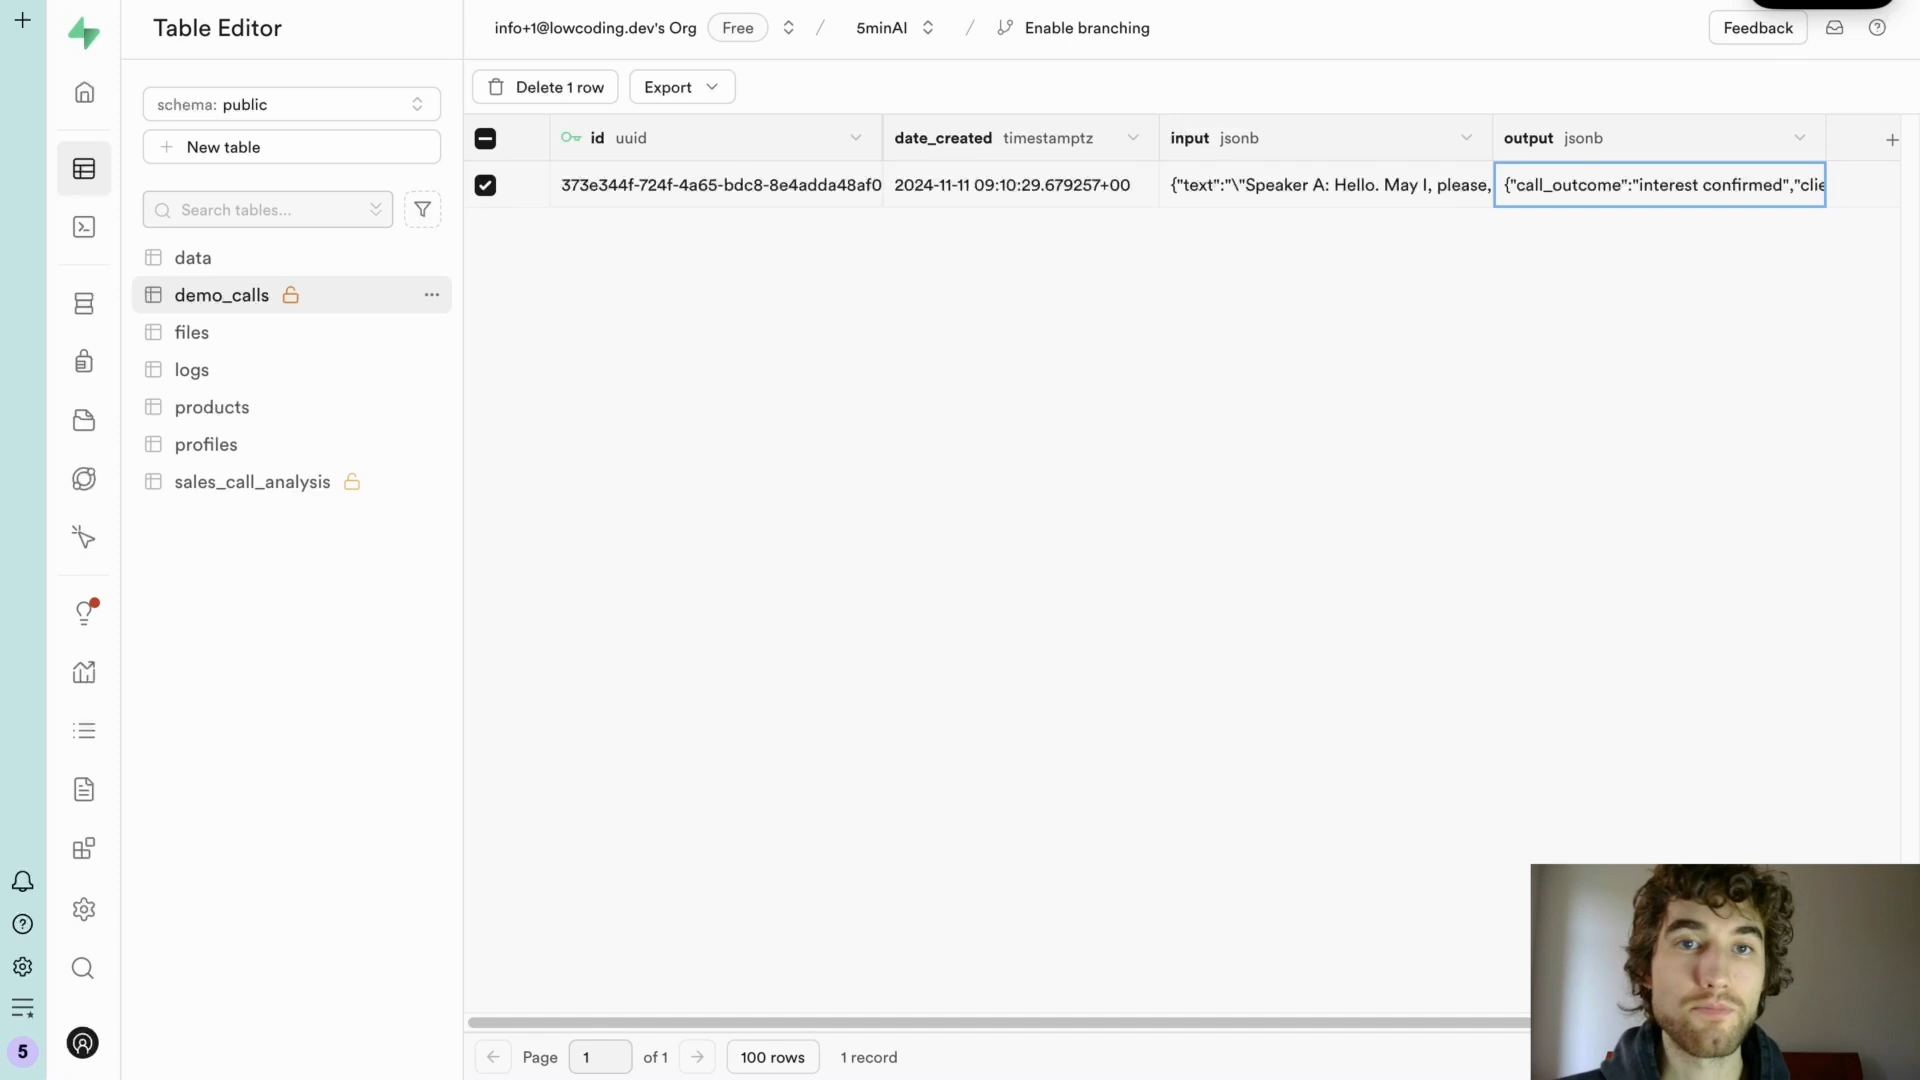 Table Editor
info+1@lowcoding.dev's Org Free / 5minAI / Enable branching
Feedback
schema: public
New table
Search tables...
data
demo_calls
files
logs
products
profiles
sales_call_analysis
Delete 1 row Export
id uuid date_created timestamptz input jsonb output jsonb
373e344f-724f-4a65-bdc8-8e4adda48af0 2024-11-11 09:10:29.679257+00 {"text":"\"Speaker A: Hello. May I, please, {"call_outcome":"interest confirmed","clie
5
Page 1 of 1 100 rows 1 record